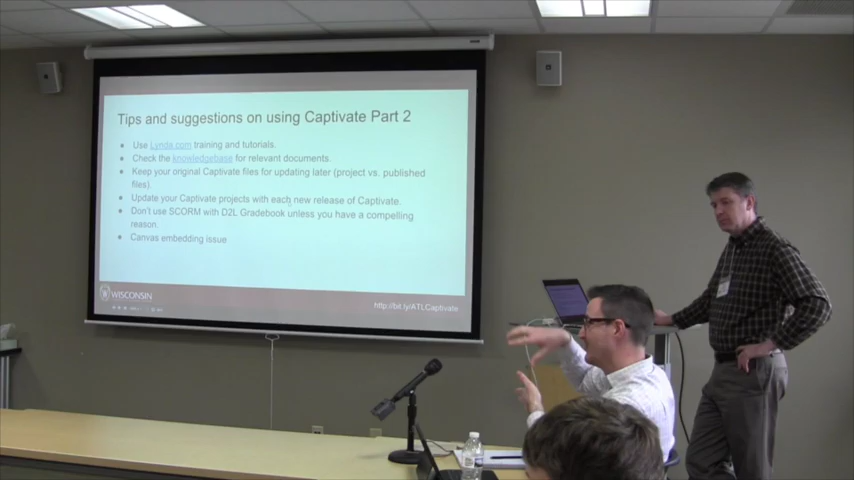 Tips and suggestions on using Captivate Part 2
● Use Lynda.com training and tutorials.
● Check the knowledgebase for relevant documents.
● Keep your original Captivate files for updating later (project vs. published
files).
● Update your Captivate projects with each new release of Captivate.
● Don't use SCORM with D2L Gradebook unless you have a compelling
reason.
● Canvas embedding issue
WISCONSIN
http://bit.ly/ATLCaptivate